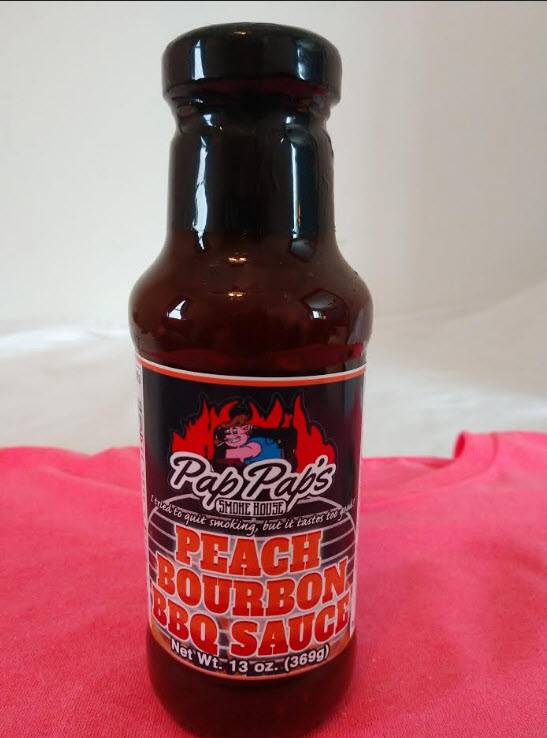 Pap Pap's
SMOKE HOUSE
I tried to quit smoking, but it tastes too good!
PEACH
BOURBON
BBQ SAUCE
Net Wt. 13 oz. (369g)